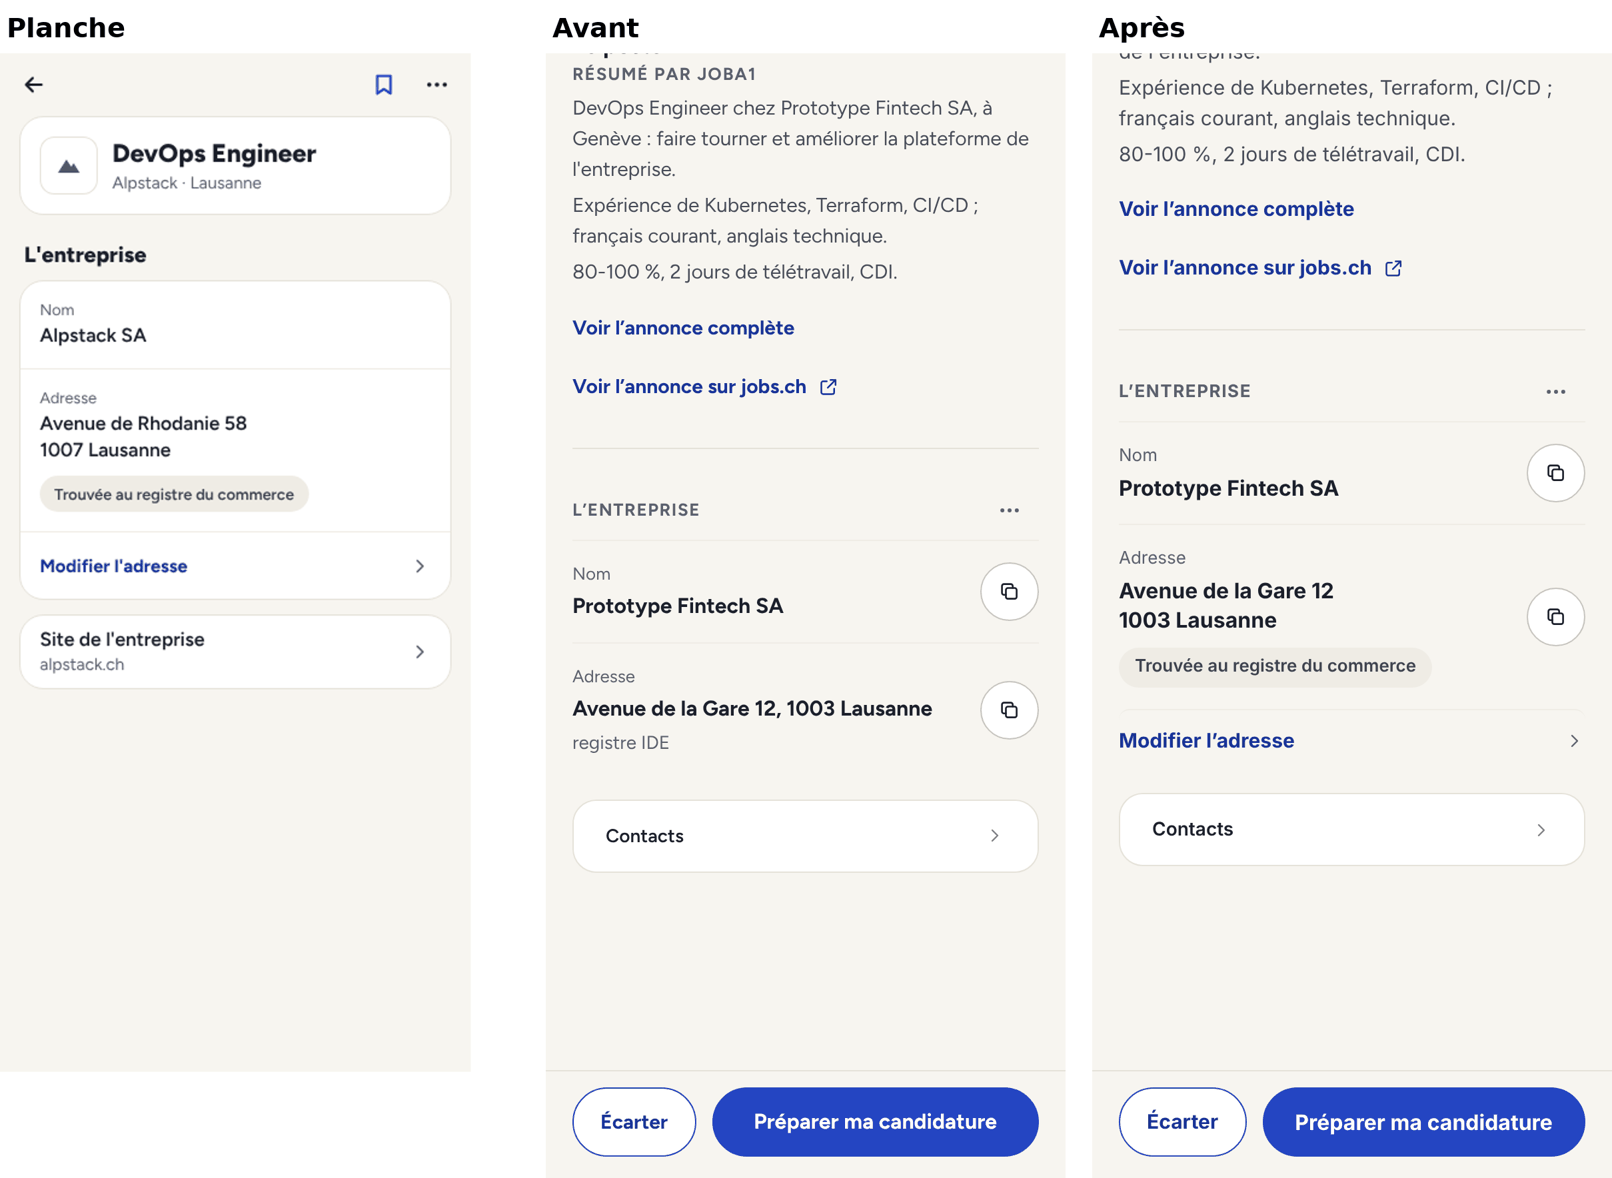 Planche
DevOps Engineer
Alpstack · Lausanne
L'entreprise
Nom
Alpstack SA
Adresse
Avenue de Rhodanie 58
1007 Lausanne
Trouvée au registre du commerce
Modifier l'adresse
Site de l'entreprise
alpstack.ch
Avant
RÉSUMÉ PAR JOBA1
DevOps Engineer chez Prototype Fintech SA, à
Genève : faire tourner et améliorer la plateforme de
l'entreprise.
Expérience de Kubernetes, Terraform, CI/CD ;
français courant, anglais technique.
80-100 %, 2 jours de télétravail, CDI.
Voir l’annonce complète
Voir l’annonce sur jobs.ch
L’ENTREPRISE
Nom
Prototype Fintech SA
Adresse
Avenue de la Gare 12, 1003 Lausanne
registre IDE
Contacts
Écarter
Préparer ma candidature
Après
de l'entreprise.
Expérience de Kubernetes, Terraform, CI/CD ;
français courant, anglais technique.
80-100 %, 2 jours de télétravail, CDI.
Voir l’annonce complète
Voir l’annonce sur jobs.ch
L’ENTREPRISE
Nom
Prototype Fintech SA
Adresse
Avenue de la Gare 12
1003 Lausanne
Trouvée au registre du commerce
Modifier l’adresse
Contacts
Écarter
Préparer ma candidature